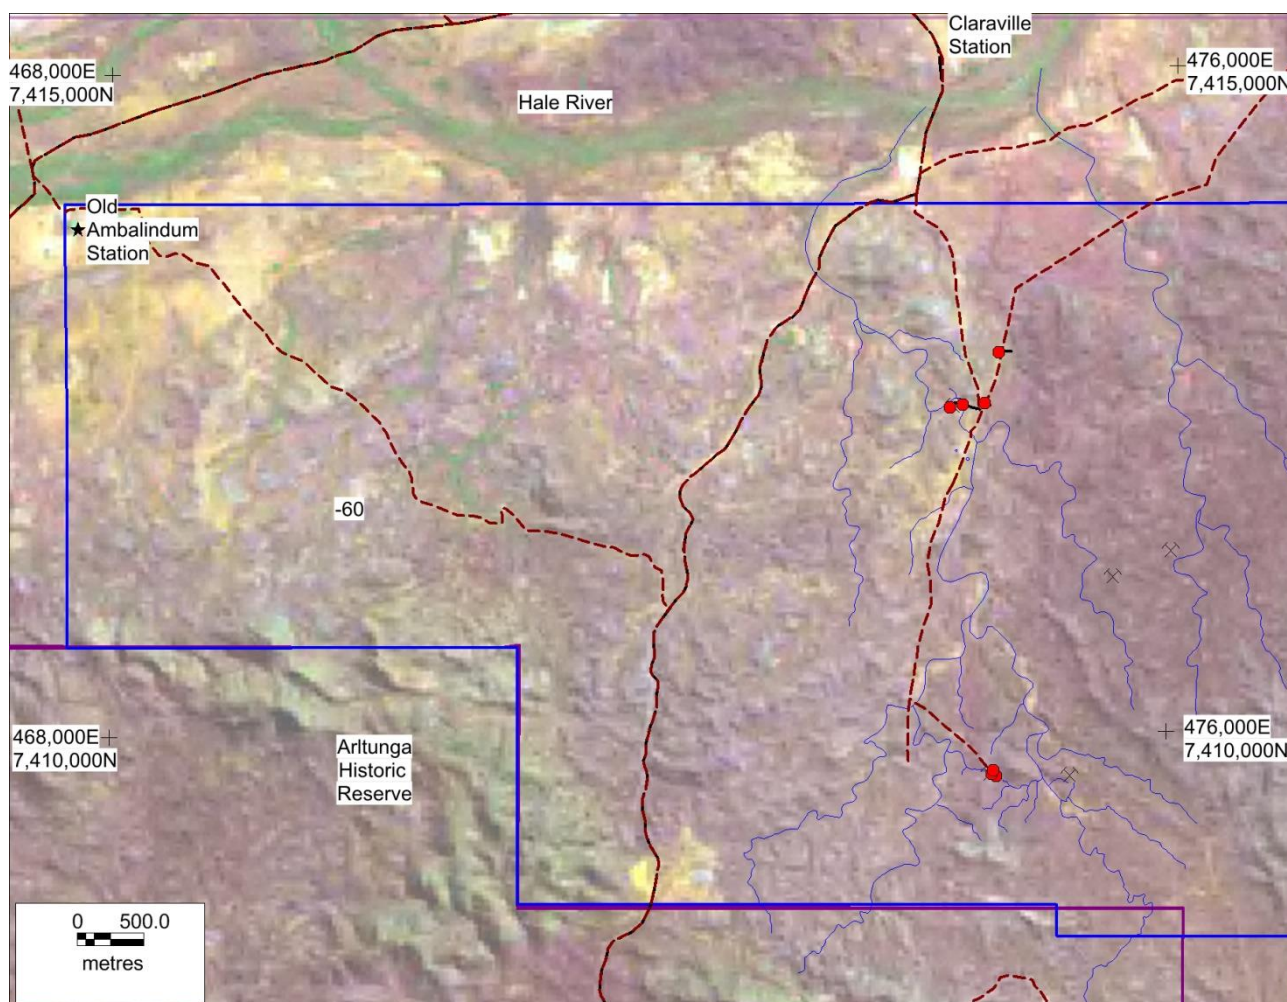 Claraville
Station
468,000E
7,415,000N
476,000E
7,415,000N
Hale River
Old
Ambalindum
Station
-60
468,000E
7,410,000N
Arltunga
Historic
Reserve
476,000E
7,410,000N
0 500.0
metres